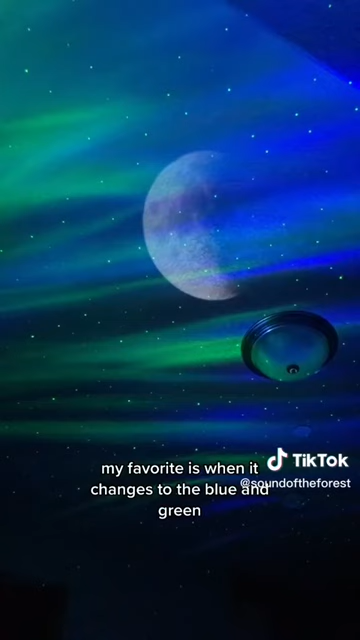 my favorite is when it
changes to the blue and
green
TikTok
@soundoftheforest